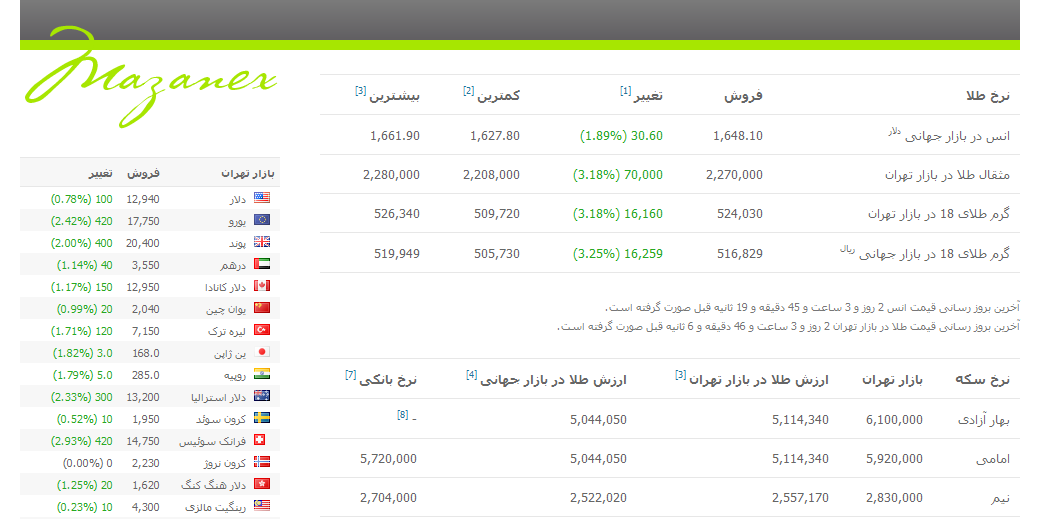 Mazanex
نرخ طلا فروش تغییر[1] کمترین[2] بیشترین[3]
انس در بازار جهانی دلار 1,648.10 30.60 (1.89%) 1,627.80 1,661.90
مثقال طلا در بازار تهران 2,270,000 70,000 (3.18%) 2,208,000 2,280,000
گرم طلای 18 در بازار تهران 524,030 16,160 (3.18%) 509,720 526,340
گرم طلای 18 در بازار جهانی ریال 516,829 16,259 (3.25%) 505,730 519,949
آخرین بروز رسانی قیمت انس 2 روز و 3 ساعت و 45 دقیقه و 19 ثانیه قبل صورت گرفته است.
آخرین بروز رسانی قیمت طلا در بازار تهران 2 روز و 3 ساعت و 46 دقیقه و 6 ثانیه قبل صورت گرفته است.
نرخ سکه بازار تهران ارزش طلا در بازار تهران[3] ارزش طلا در بازار جهانی[4] نرخ بانکی[7]
بهار آزادی 6,100,000 5,114,340 5,044,050 -[8]
امامی 5,920,000 5,114,340 5,044,050 5,720,000
نیم 2,830,000 2,557,170 2,522,020 2,704,000
بازار تهران فروش تغییر
دلار 12,940 100 (0.78%)
یورو 17,750 420 (2.42%)
پوند 20,400 400 (2.00%)
درهم 3,550 40 (1.14%)
دلار کانادا 12,950 150 (1.17%)
یوان چین 2,040 20 (0.99%)
لیره ترک 7,150 120 (1.71%)
ین ژاپن 168.0 3.0 (1.82%)
روپیه 285.0 5.0 (1.79%)
دلار استرالیا 13,200 300 (2.33%)
کرون سوئد 1,950 10 (0.52%)
فرانک سوئیس 14,750 420 (2.93%)
کرون نروژ 2,230 0 (0.00%)
دلار هنگ کنگ 1,620 20 (1.25%)
رینگیت مالزی 4,300 10 (0.23%)